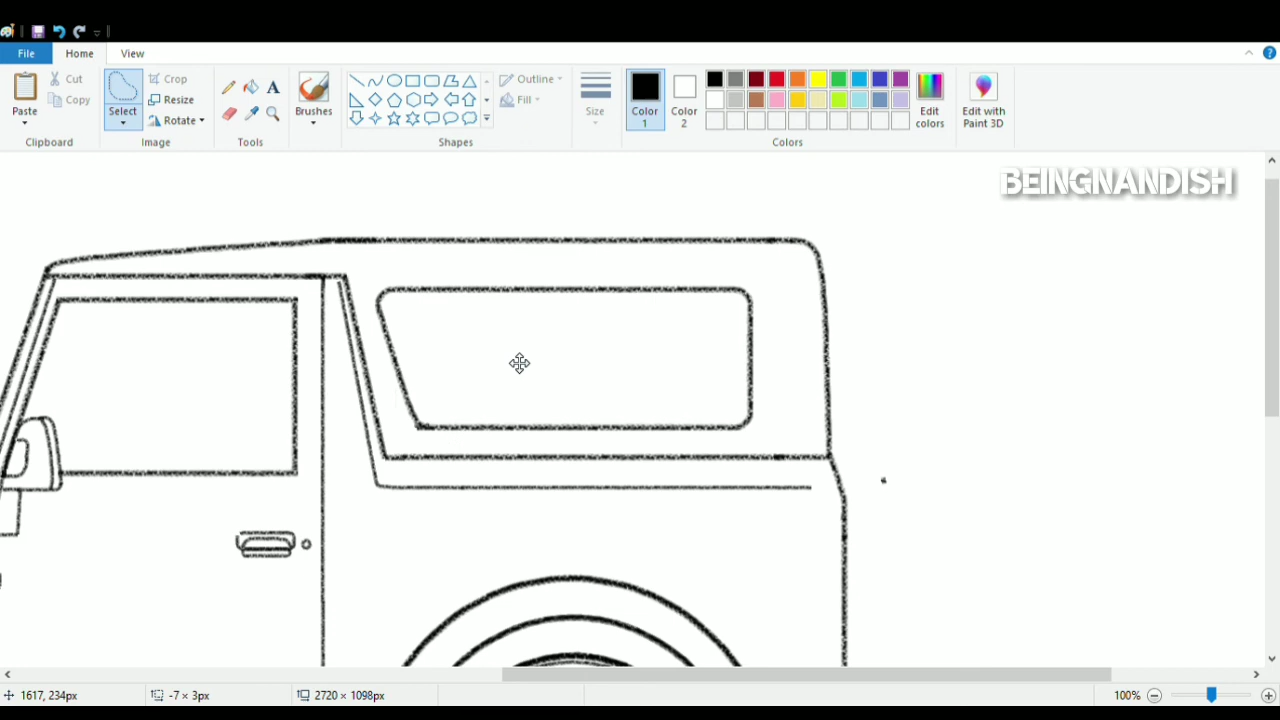 File Home View
Paste Cut Copy Clipboard
Select Crop Resize Rotate Image
A Tools
Brushes
Outline Fill Shapes
Size
Color 1 Color 2 Edit colors Colors
Edit with Paint 3D
BEINGNANDISH
1617, 234px -7 × 3px 2720 × 1098px 100%